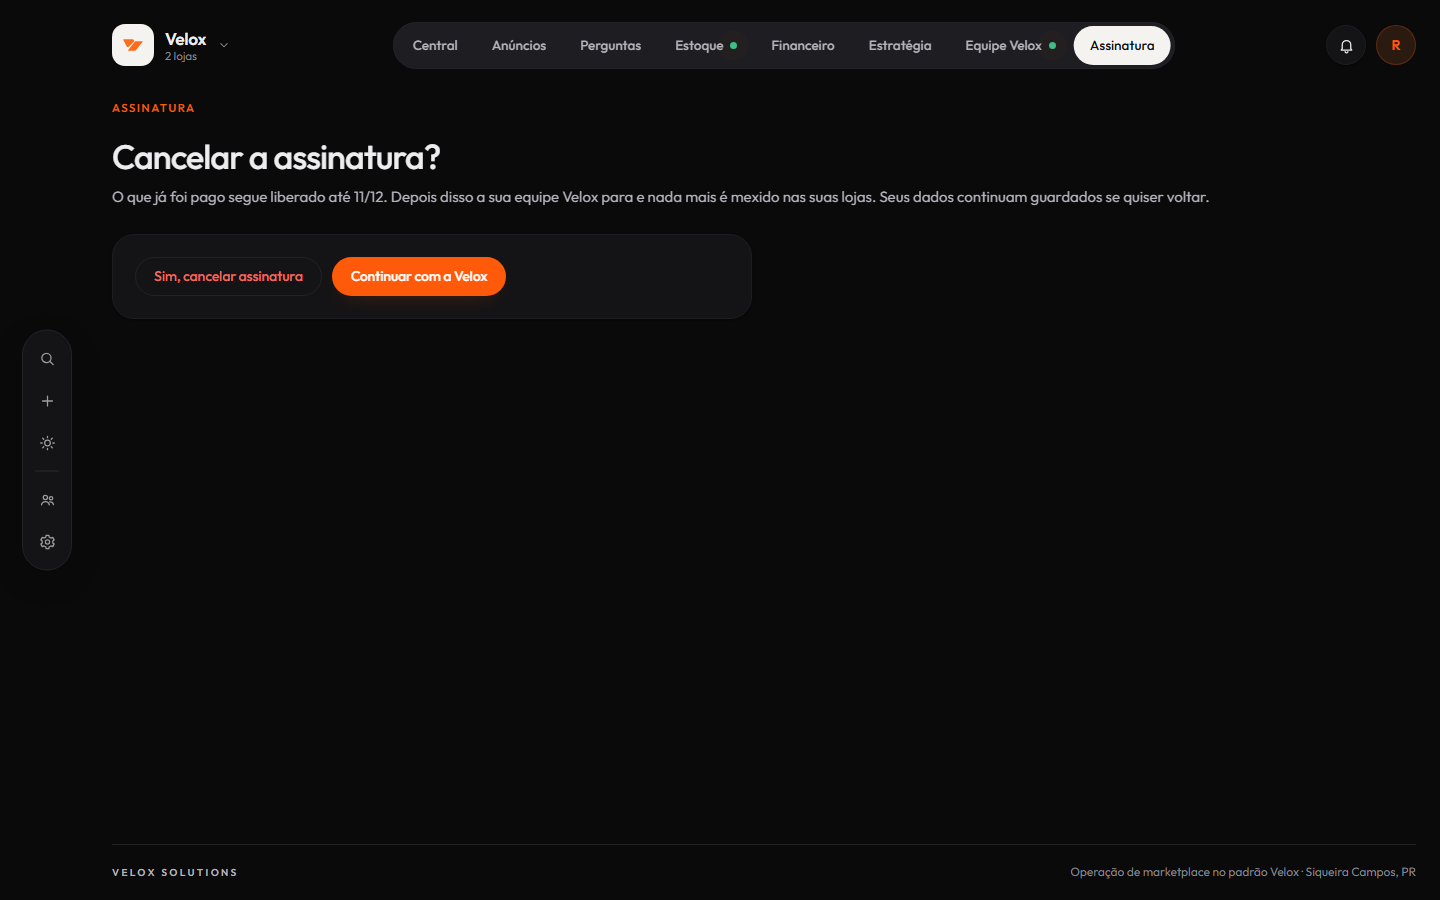 Velox
2 lojas
Central
Anúncios
Perguntas
Estoque
Financeiro
Estratégia
Equipe Velox
Assinatura
R
ASSINATURA
Cancelar a assinatura?
O que já foi pago segue liberado até 11/12. Depois disso a sua equipe Velox para e nada mais é mexido nas suas lojas. Seus dados continuam guardados se quiser voltar.
Sim, cancelar assinatura
Continuar com a Velox
VELOX SOLUTIONS
Operação de marketplace no padrão Velox · Siqueira Campos, PR